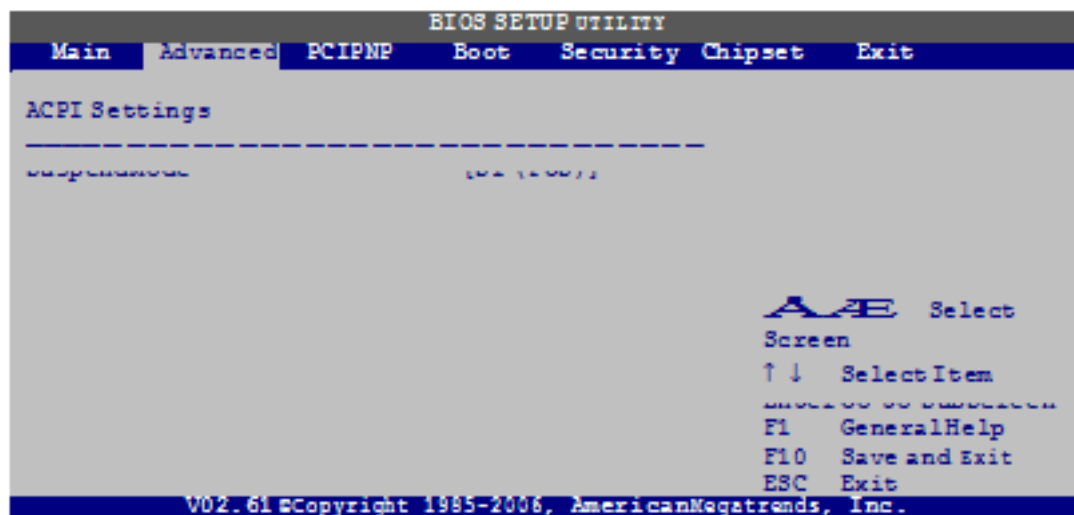 BIOS SETUP UTILITY
Main Advanced PCIPNP Boot Security Chipset Exit
ACPI Settings
A Æ Select
Screen
↑ ↓ Select Item
F1 General Help
F10 Save and Exit
ESC Exit
V02.61 ©Copyright 1985-2006, American Megatrends, Inc.